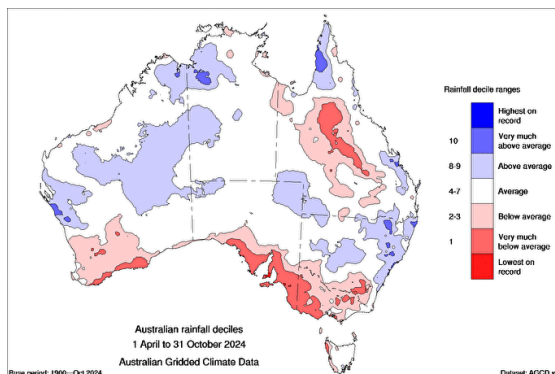 Rainfall decile ranges
Highest on
record
10
Very much
above average
8-9
Above average
4-7
Average
2-3
Below average
1
Very much
below average
Lowest on
record
Australian rainfall deciles
1 April to 31 October 2024
Australian Gridded Climate Data
Base period: 1900—Oct 2024
Dataset: AGCD